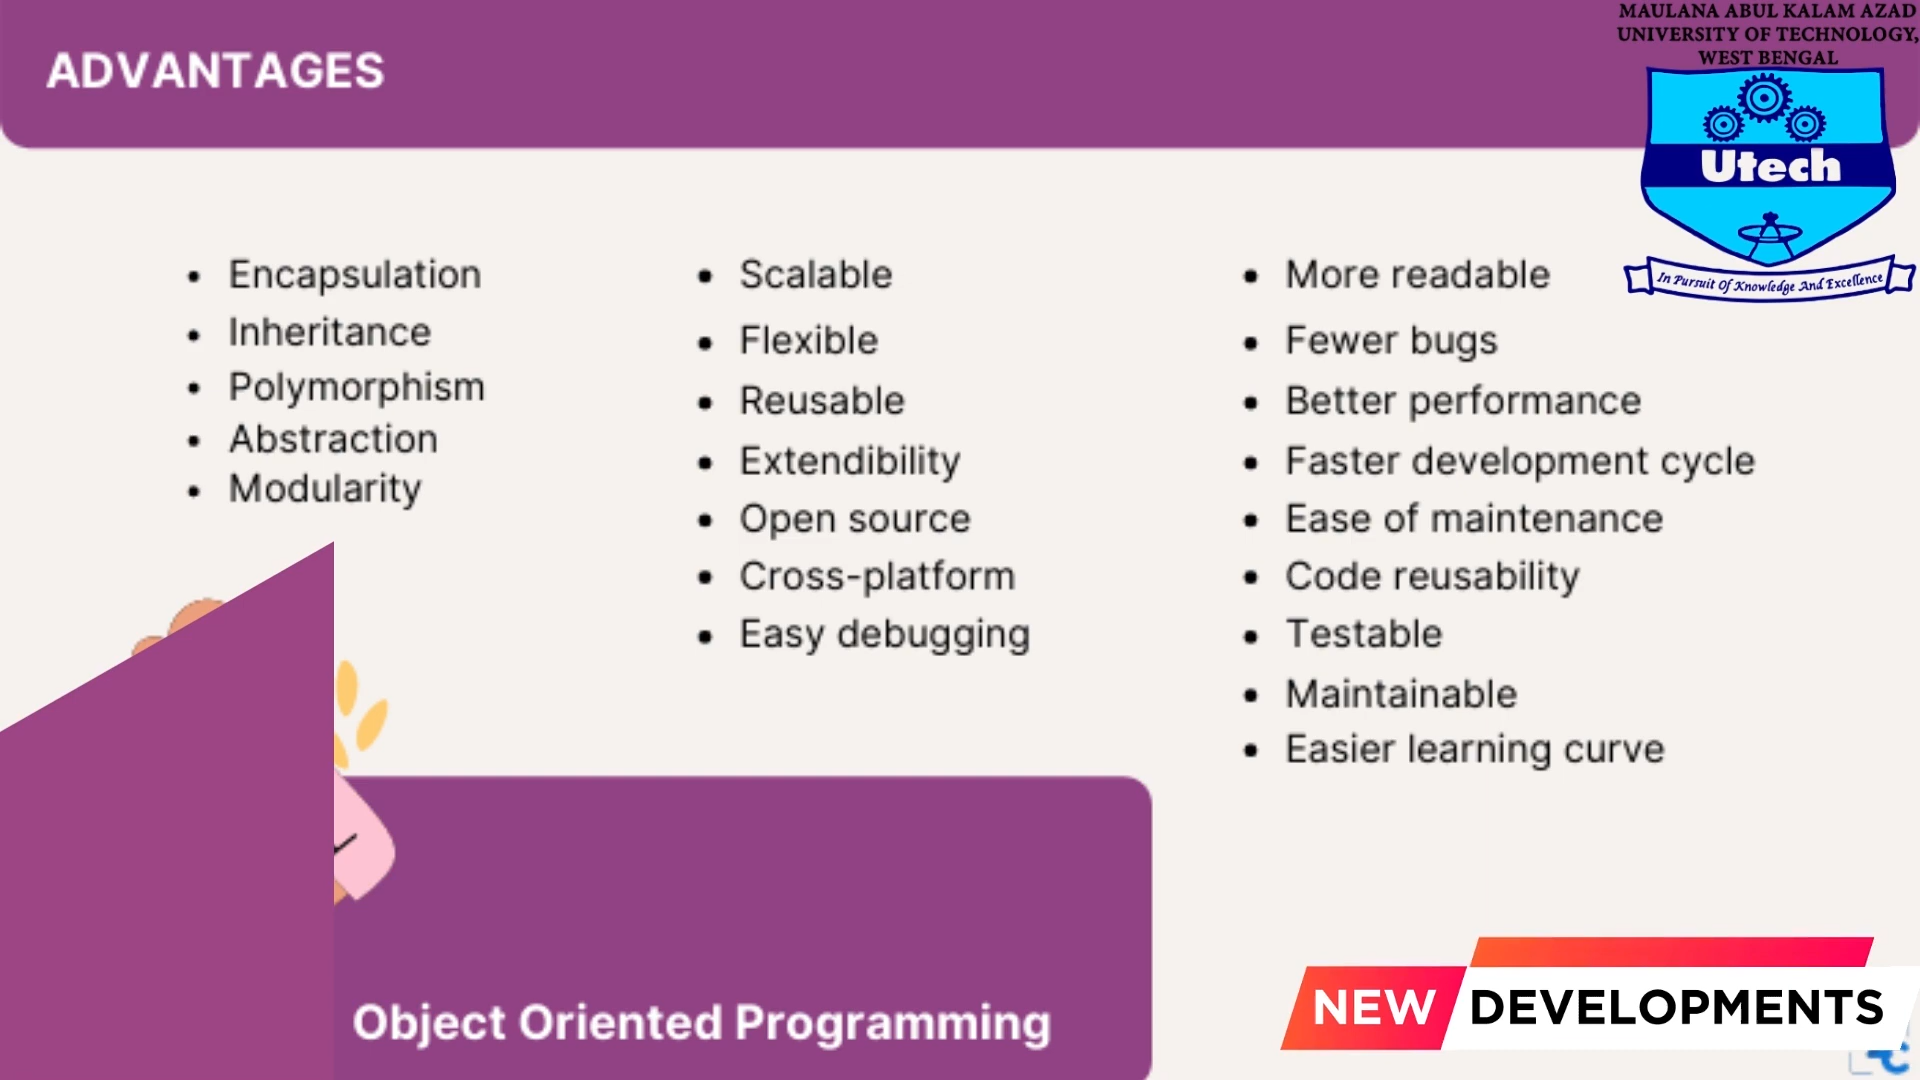 ADVANTAGES
MAULANA ABUL KALAM AZAD
UNIVERSITY OF TECHNOLOGY,
WEST BENGAL
Utech
In Pursuit Of Knowledge And Excellence
• Encapsulation
• Inheritance
• Polymorphism
• Abstraction
• Modularity
• Scalable
• Flexible
• Reusable
• Extendibility
• Open source
• Cross-platform
• Easy debugging
• More readable
• Fewer bugs
• Better performance
• Faster development cycle
• Ease of maintenance
• Code reusability
• Testable
• Maintainable
• Easier learning curve
Object Oriented Programming
NEW DEVELOPMENTS